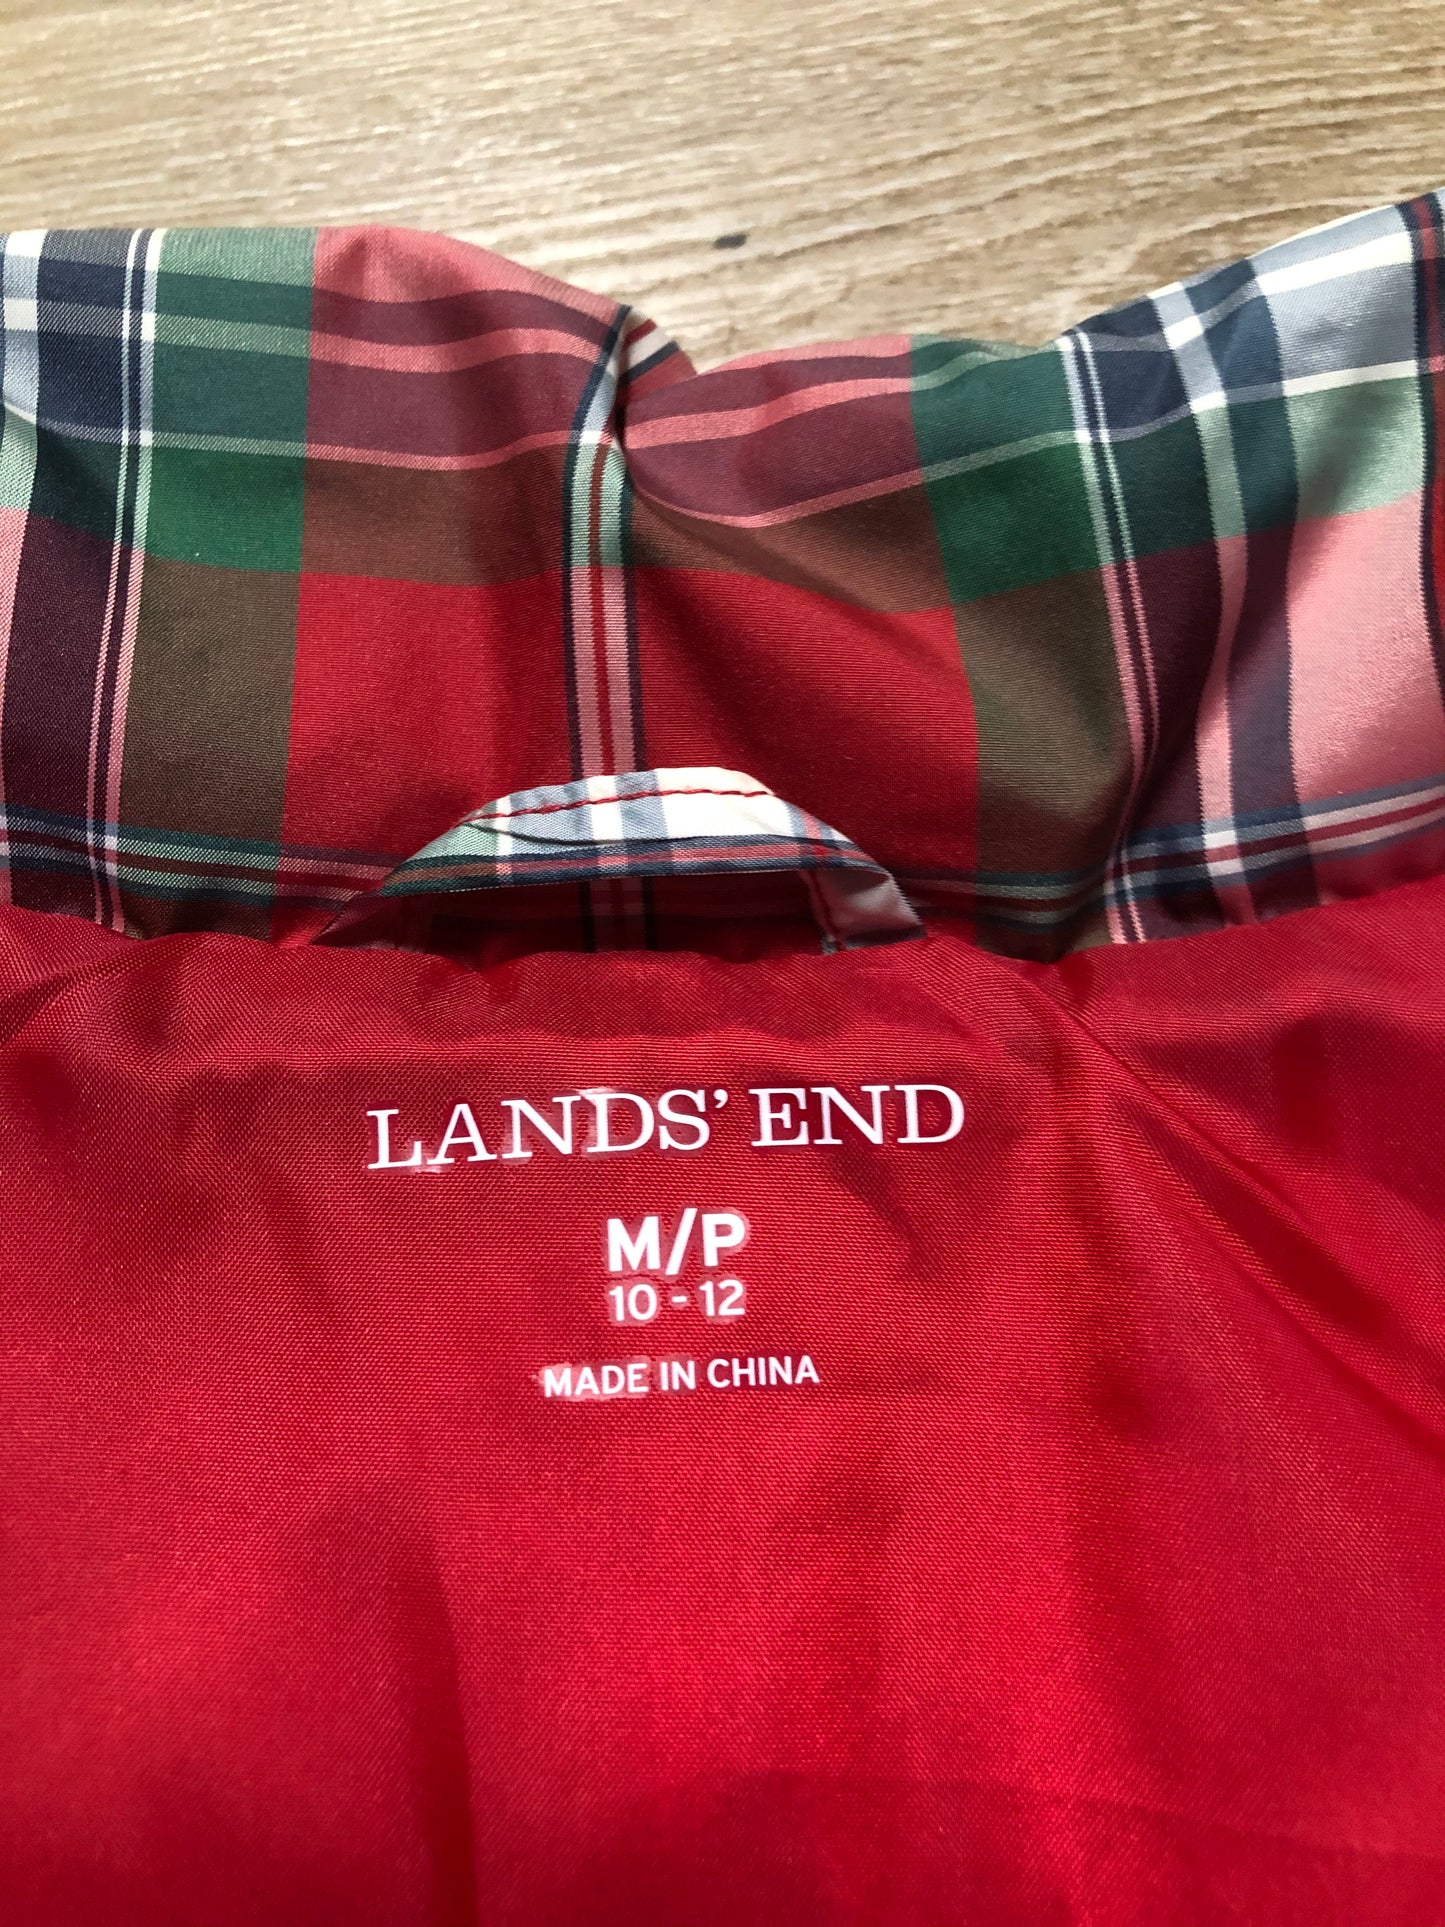 LANDS' END
M/P
10 - 12
MADE IN CHINA